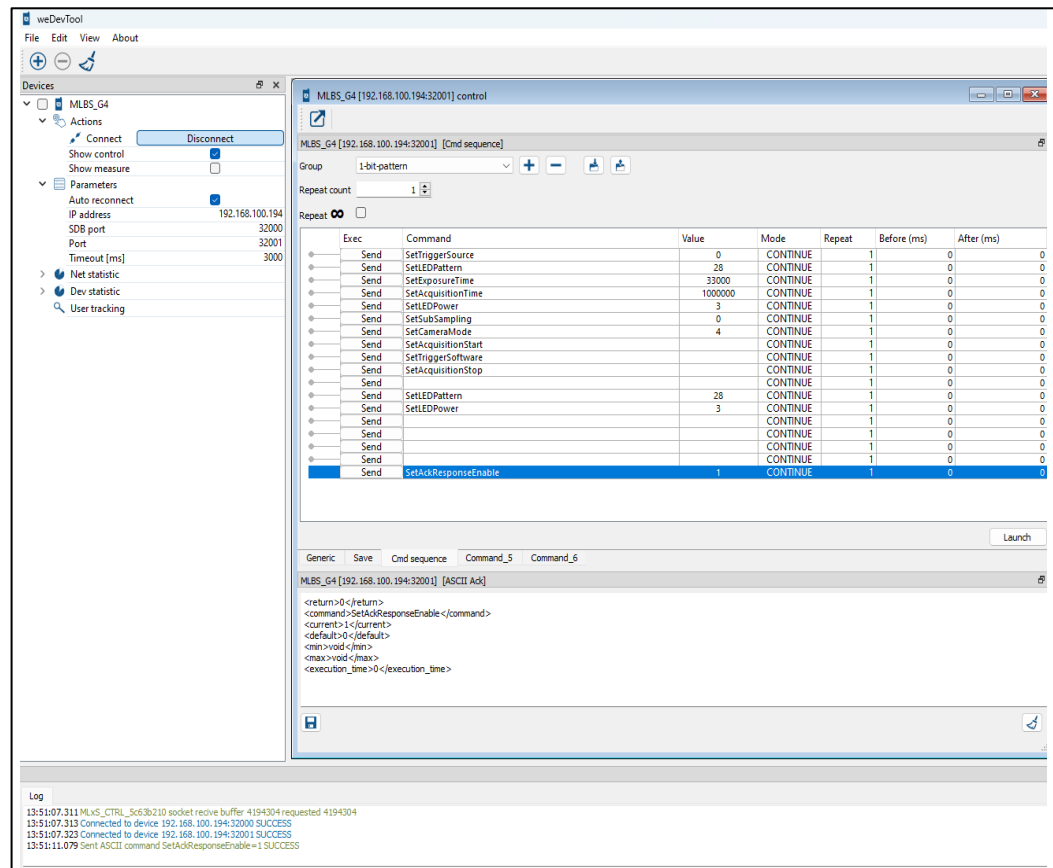 weDevTool
File Edit View About
Devices
MLBS_G4
Actions
Connect Disconnect
Show control
Show measure
Parameters
Auto reconnect
IP address 192.168.100.194
SDB port 32000
Port 32001
Timeout [ms] 3000
Net statistic
Dev statistic
User tracking
MLBS_G4 [192.168.100.194:32001] control
MLBS_G4 [192.168.100.194:32001] [Cmd sequence]
Group 1-bit-pattern
Repeat count 1
Repeat ∞
Exec Command Value Mode Repeat Before (ms) After (ms)
Send SetTriggerSource 0 CONTINUE 1 0 0
Send SetLEDPattern 28 CONTINUE 1 0 0
Send SetExposureTime 33000 CONTINUE 1 0 0
Send SetAcquisitionTime 1000000 CONTINUE 1 0 0
Send SetLEDPower 3 CONTINUE 1 0 0
Send SetSubSampling 0 CONTINUE 1 0 0
Send SetCameraMode 4 CONTINUE 1 0 0
Send SetAcquisitionStart CONTINUE 1 0 0
Send SetTriggerSoftware CONTINUE 1 0 0
Send SetAcquisitionStop CONTINUE 1 0 0
Send CONTINUE 1 0 0
Send SetLEDPattern 28 CONTINUE 1 0 0
Send SetLEDPower 3 CONTINUE 1 0 0
Send CONTINUE 1 0 0
Send CONTINUE 1 0 0
Send CONTINUE 1 0 0
Send CONTINUE 1 0 0
Send SetAckResponseEnable 1 CONTINUE 1 0 0
Launch
Generic Save Cmd sequence Command_5 Command_6
MLBS_G4 [192.168.100.194:32001] [ASCII Ack]
<return>0</return>
<command>SetAckResponseEnable</command>
<current>1</current>
<default>0</default>
<min>void</min>
<max>void</max>
<execution_time>0</execution_time>
Log
13:51:07.311 MLxS_CTRL_5c63b210 socket recive buffer 4194304 requested 4194304
13:51:07.313 Connected to device 192.168.100.194:32000 SUCCESS
13:51:07.323 Connected to device 192.168.100.194:32001 SUCCESS
13:51:11.079 Sent ASCII command SetAckResponseEnable=1 SUCCESS